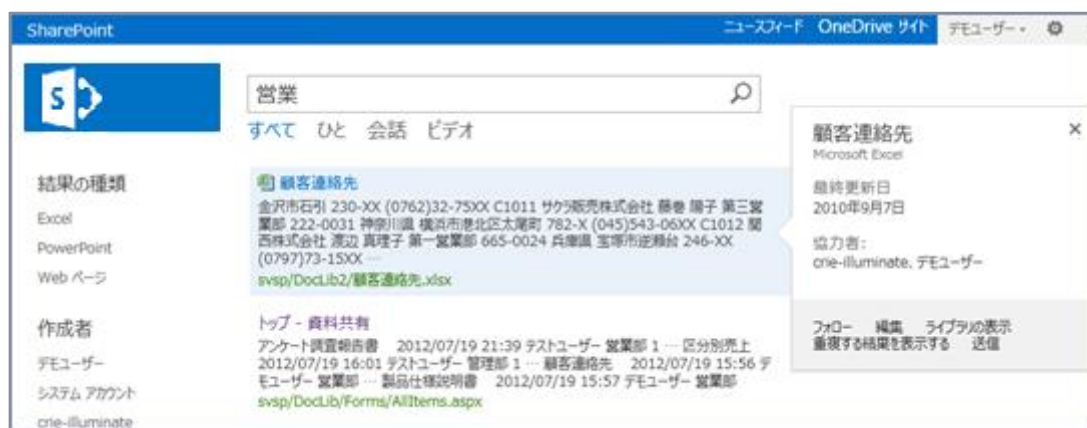 SharePoint
ニュースフィード OneDrive サイト デモユーザー
S
営業
すべて ひと 会話 ビデオ
結果の種類
Excel
PowerPoint
Web ページ
作成者
デモユーザー
システム アカウント
crie-illuminate
顧客連絡先
金沢市石引 230-XX (0762)32-75XX C1011 サクラ販売株式会社 藤巻 陽子 第三営
業部 222-0031 神奈川県 横浜市港北区太尾町 782-X (045)543-06XX C1012 関
西株式会社 渡辺 真理子 第一営業部 665-0024 兵庫県 宝塚市逆瀬台 246-XX
(0797)73-15XX …
svsp/DocLib2/顧客連絡先.xlsx
トップ - 資料共有
アンケート調査報告書 2012/07/19 21:39 テストユーザー 営業部 1 … 区分別売上
2012/07/19 16:01 テストユーザー 管理部 1 … 顧客連絡先 2012/07/19 15:56 デ
モユーザー 営業部 … 製品仕様説明書 2012/07/19 15:57 デモユーザー 営業部
svsp/DocLib/Forms/AllItems.aspx
顧客連絡先
Microsoft Excel
最終更新日
2010年9月7日
協力者:
crie-illuminate, デモユーザー
フォロー 編集 ライブラリの表示
重複する結果を表示する 送信